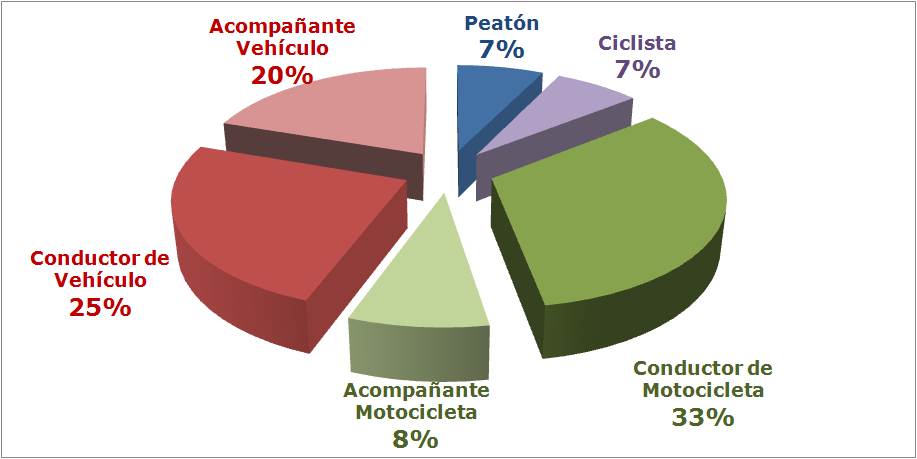 Acompañante
Vehículo
20%
Peatón
7%
Ciclista
7%
Conductor de
Vehículo
25%
Acompañante
Motocicleta
8%
Conductor de
Motocicleta
33%